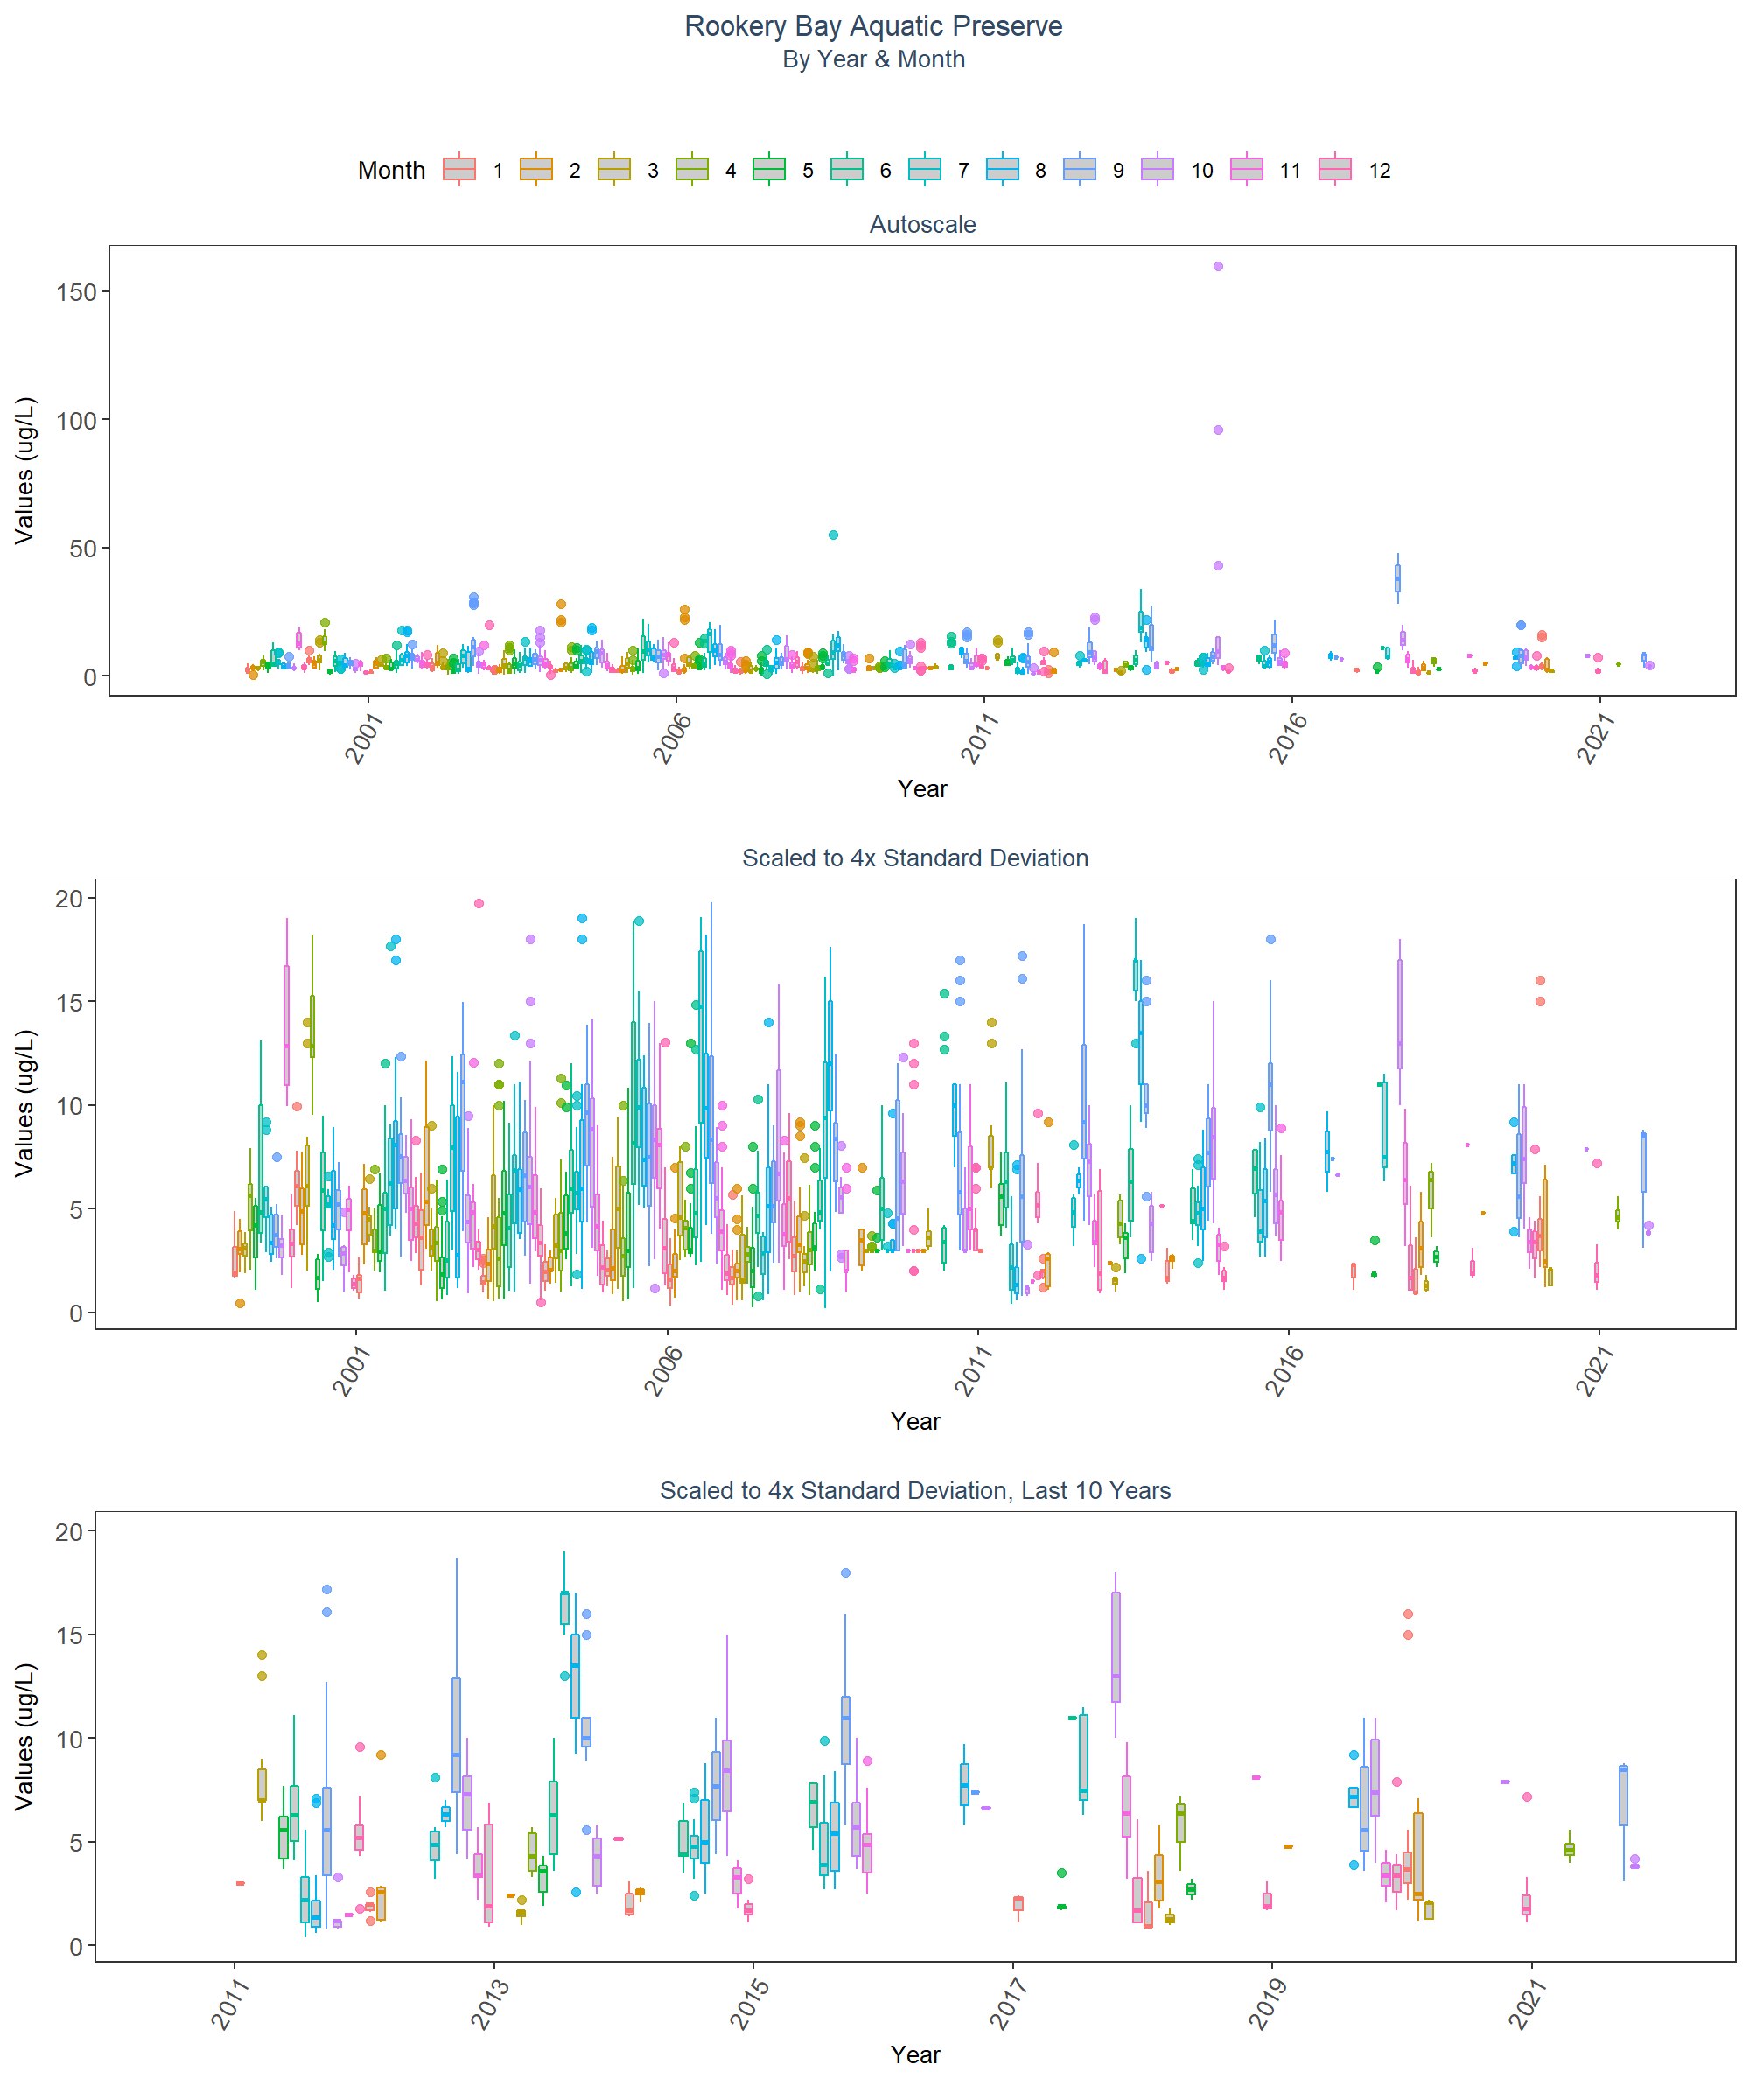 Rookery Bay Aquatic Preserve
By Year & Month
Month 1 2 3 4 5 6 7 8 9 10 11 12
Autoscale
Values (ug/L)
150
100
50
0
2001 2006 2011 2016 2021
Year
Scaled to 4x Standard Deviation
Values (ug/L)
20
15
10
5
0
2001 2006 2011 2016 2021
Year
Scaled to 4x Standard Deviation, Last 10 Years
Values (ug/L)
20
15
10
5
0
2011 2013 2015 2017 2019 2021
Year